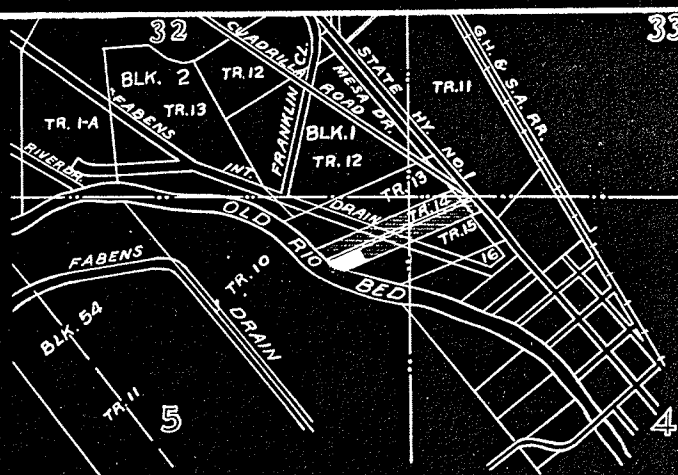 32
33
BLK. 2
TR. 12
CUADRILLA ROAD
FRANKLIN CL.
STATE HY. NO. 1
MESA DR.
G.H. & S.A. RR.
TR. 11
TR. 1-A
FABENS INT. DRAIN
TR. 13
BLK. 1
TR. 12
RIVER DR.
TR. 13
TR. 14
TR. 15
16
OLD RIO BED
FABENS DRAIN
TR. 10
BLK. 54
TR. 11
5
4